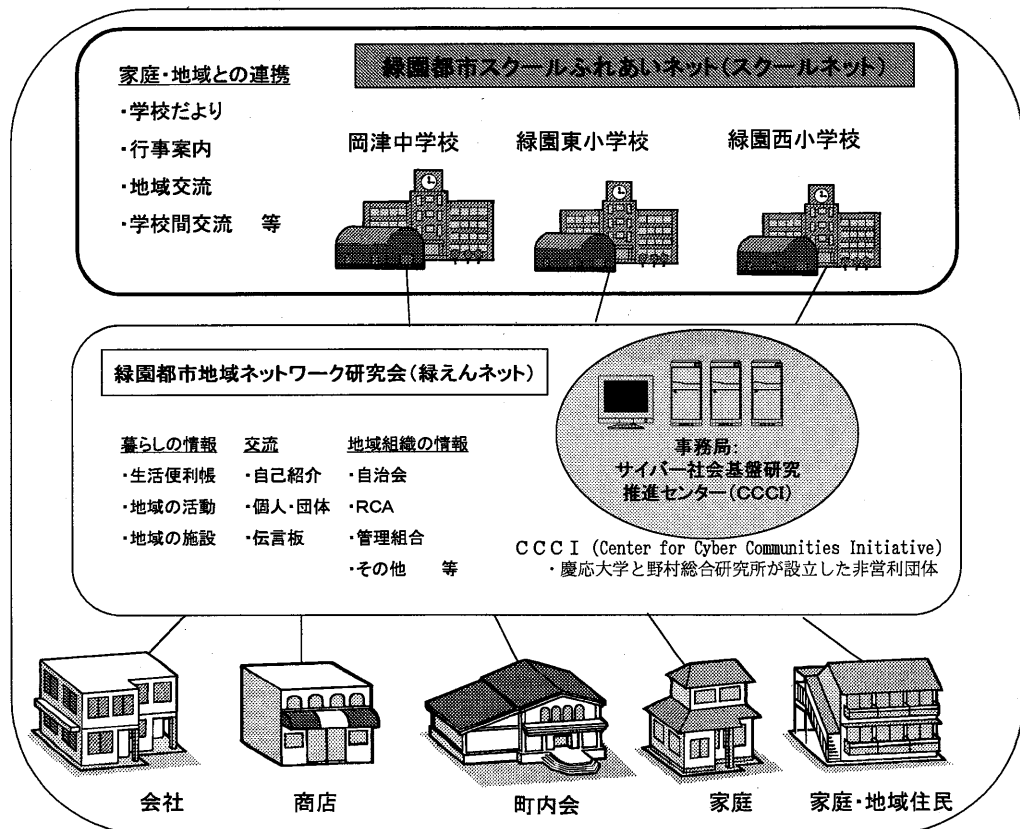 緑園都市スクールふれあいネット(スクールネット)
家庭・地域との連携
・学校だより
・行事案内
・地域交流
・学校間交流　等
岡津中学校
緑園東小学校
緑園西小学校
緑園都市地域ネットワーク研究会(緑えんネット)
暮らしの情報
・生活便利帳
・地域の活動
・地域の施設
交流
・自己紹介
・個人・団体
・伝言板
地域組織の情報
・自治会
・RCA
・管理組合
・その他　等
事務局:
サイバー社会基盤研究
推進センター(CCCI)
CCCI (Center for Cyber Communities Initiative)
・慶応大学と野村総合研究所が設立した非営利団体
会社
商店
町内会
家庭
家庭・地域住民